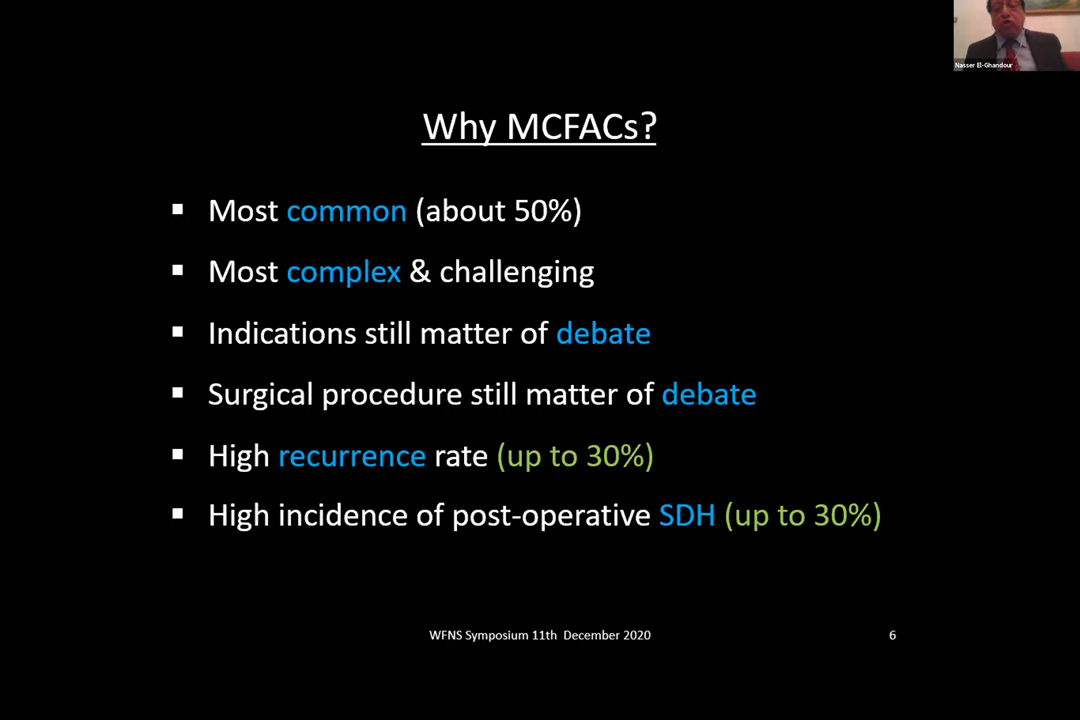 Nasser El-Ghandour
Why MCFACs?
▪ Most common (about 50%)
▪ Most complex & challenging
▪ Indications still matter of debate
▪ Surgical procedure still matter of debate
▪ High recurrence rate (up to 30%)
▪ High incidence of post-operative SDH (up to 30%)
WFNS Symposium 11th December 2020
6